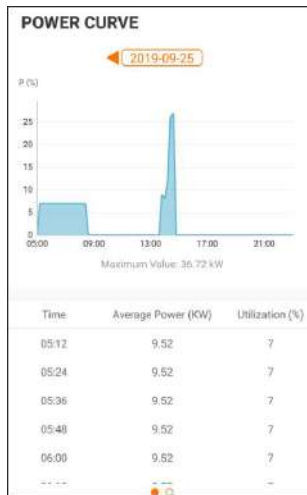 POWER CURVE
2019-09-25
P (%)
25
20
15
10
5
0
05:00 09:00 13:00 17:00 21:00
Maximum Value: 36.72 kW
Time Average Power (KW) Utilization (%)
05:12 9.52 7
05:24 9.52 7
05:36 9.52 7
05:48 9.52 7
06:00 9.52 7